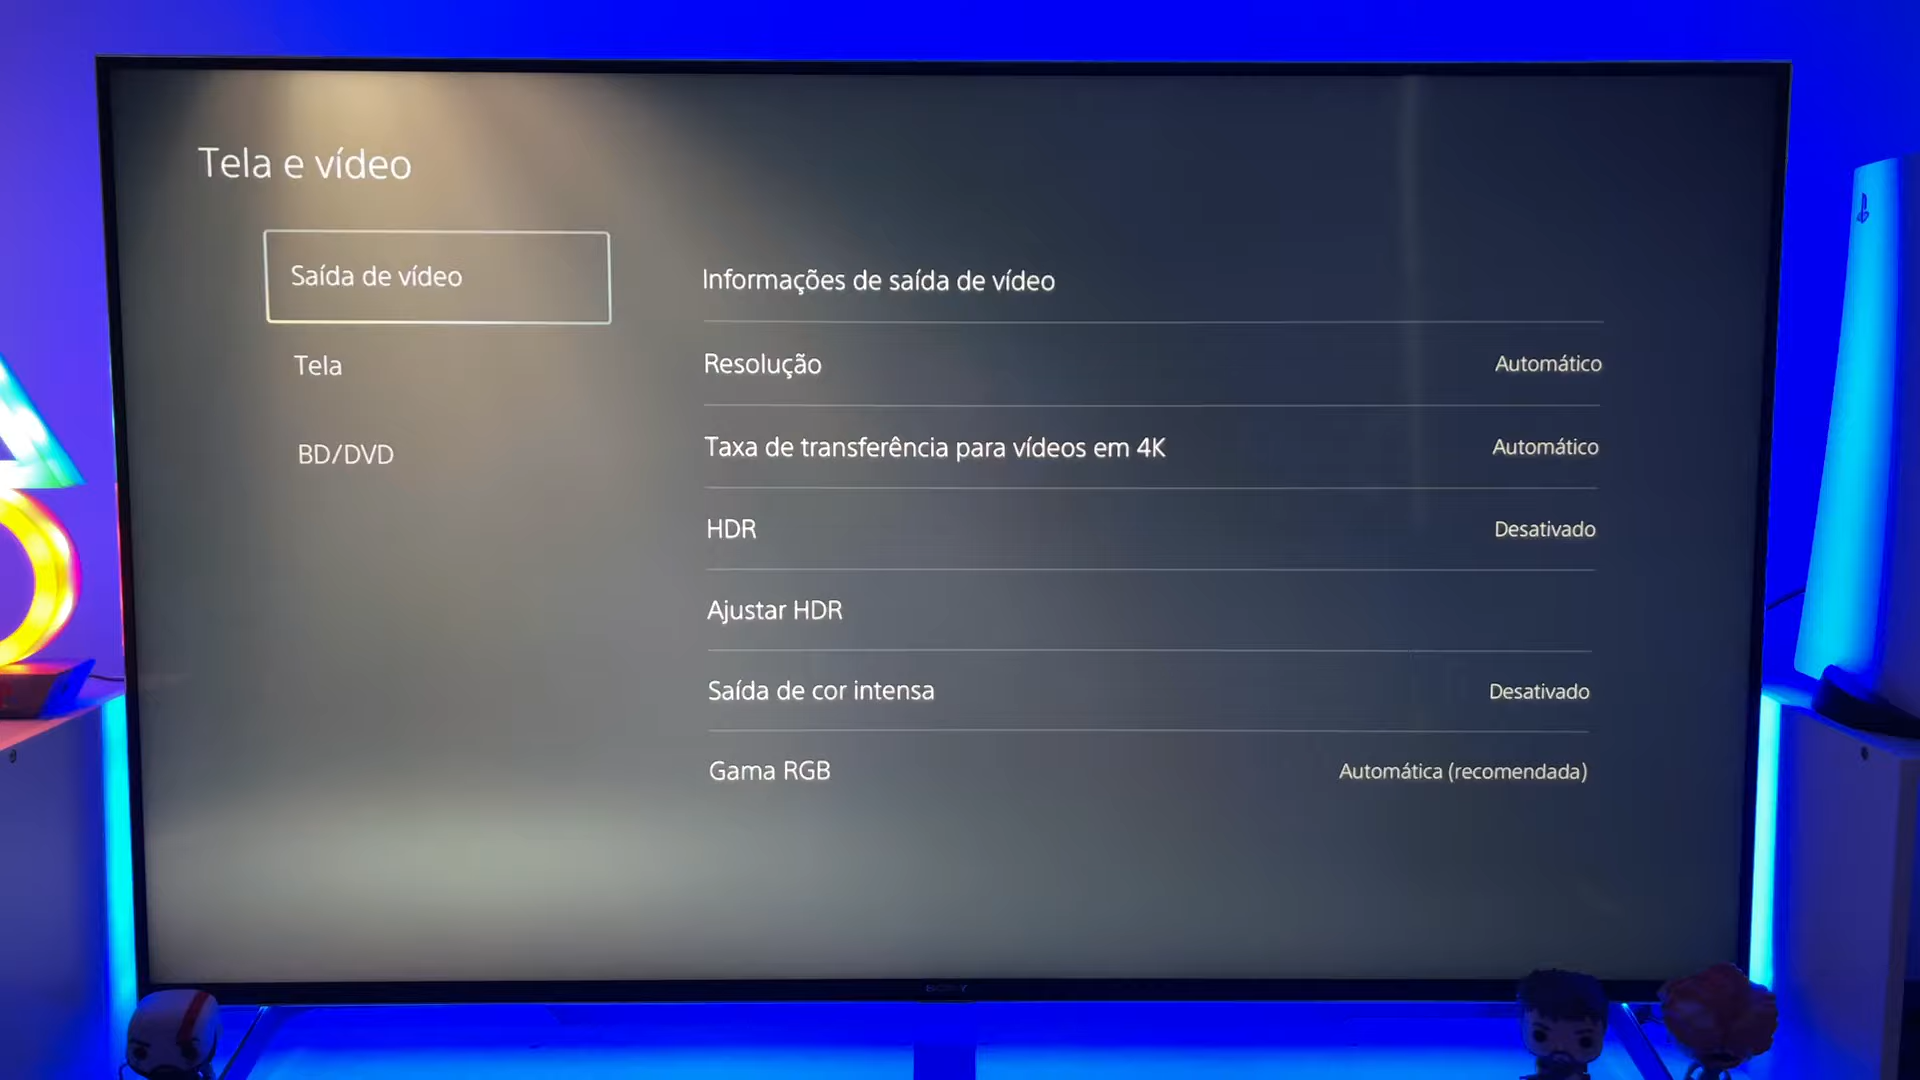 Tela e vídeo
Saída de vídeo
Tela
BD/DVD
Informações de saída de vídeo
Resolução Automático
Taxa de transferência para vídeos em 4K Automático
HDR Desativado
Ajustar HDR
Saída de cor intensa Desativado
Gama RGB Automática (recomendada)
SONY